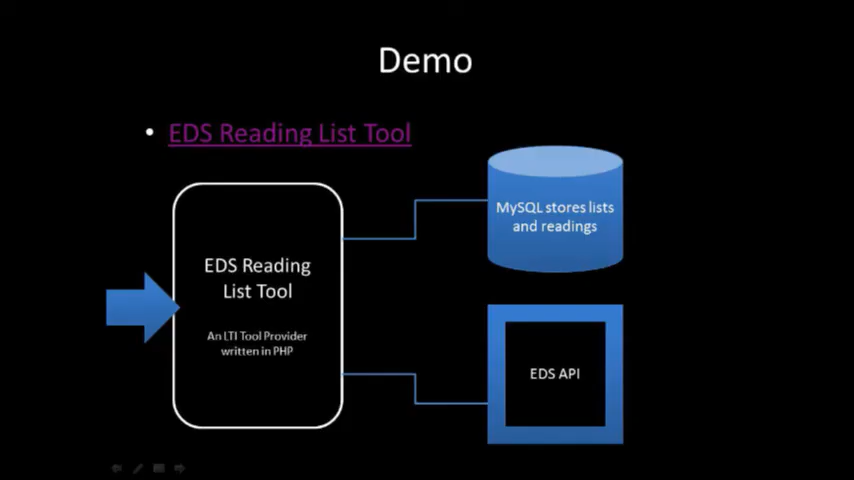 Demo
• EDS Reading List Tool
MySQL stores lists
and readings
EDS Reading
List Tool
An LTI Tool Provider
written in PHP
EDS API